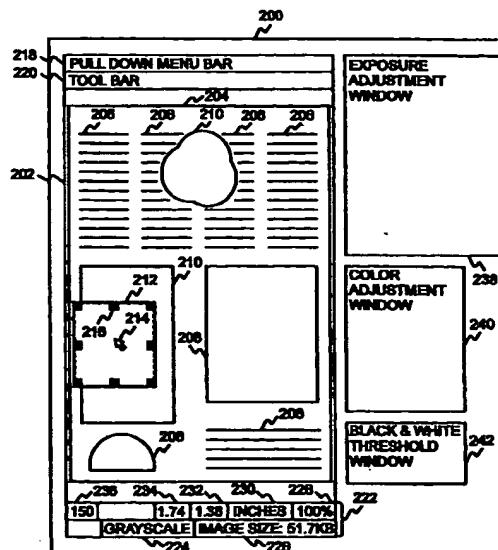 200
218
PULL DOWN MENU BAR
EXPOSURE ADJUSTMENT WINDOW
220
TOOL BAR
204
206 208 210 208 208
202
238
212 210
COLOR ADJUSTMENT WINDOW
216 214
240
208
208
BLACK & WHITE THRESHOLD WINDOW
242
208
236 234 232 230 228
150 1.74 1.38 INCHES 100%
222
GRAYSCALE IMAGE SIZE: 51.7KB
224 226